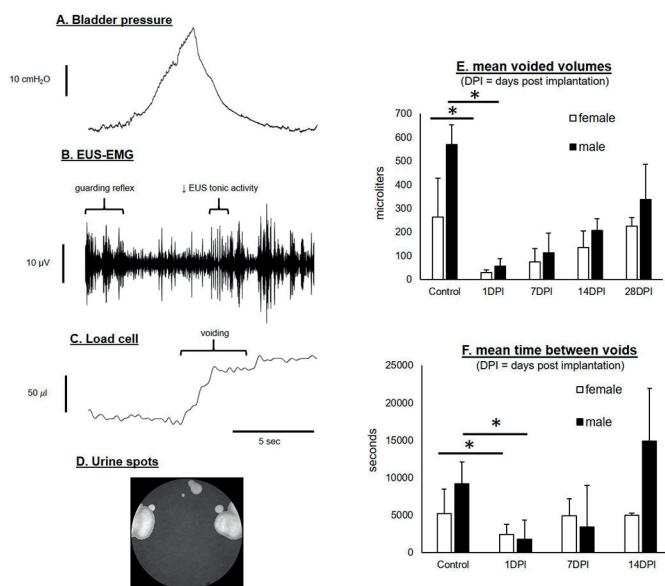 A. Bladder pressure
10 cmH₂O
B. EUS-EMG
guarding reflex
↓ EUS tonic activity
10 µV
C. Load cell
voiding
50 µl
5 sec
D. Urine spots
E. mean voided volumes
(DPI = days post implantation)
microliters
700
600
500
400
300
200
100
0
female
male
*
*
Control 1DPI 7DPI 14DPI 28DPI
F. mean time between voids
(DPI = days post implantation)
seconds
25000
20000
15000
10000
5000
0
female
male
*
*
Control 1DPI 7DPI 14DPI